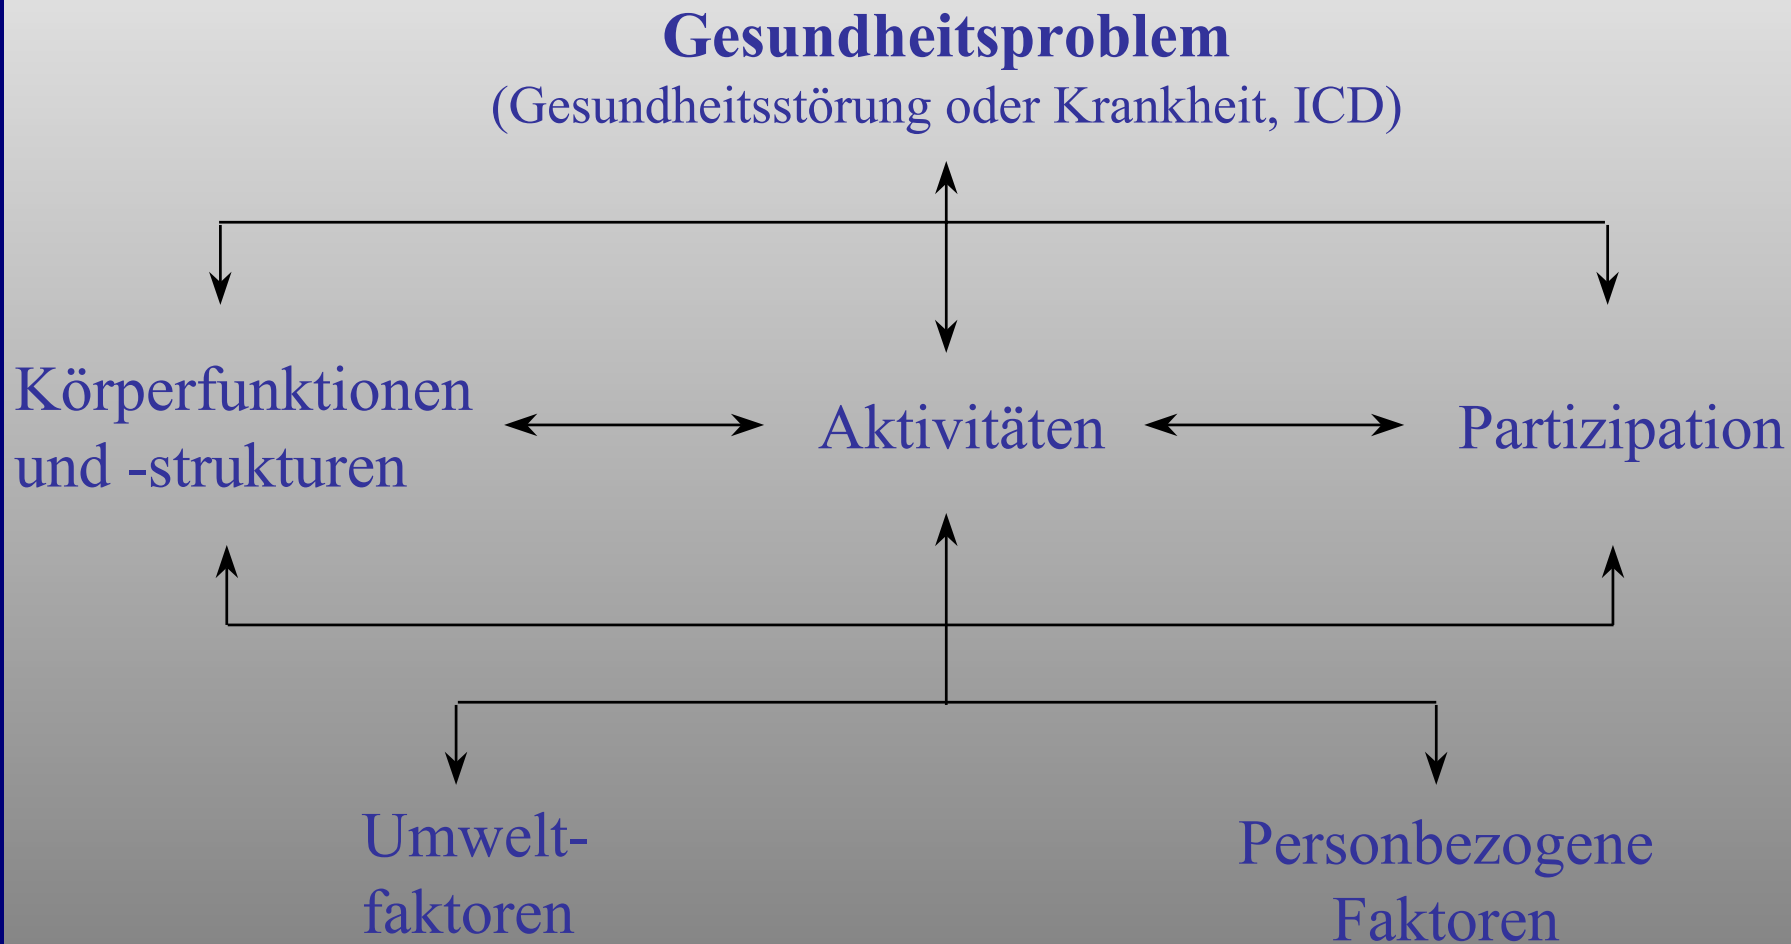 Gesundheitsproblem
(Gesundheitsstörung oder Krankheit, ICD)
Körperfunktionen
und -strukturen
Aktivitäten
Partizipation
Umwelt-
faktoren
Personbezogene
Faktoren